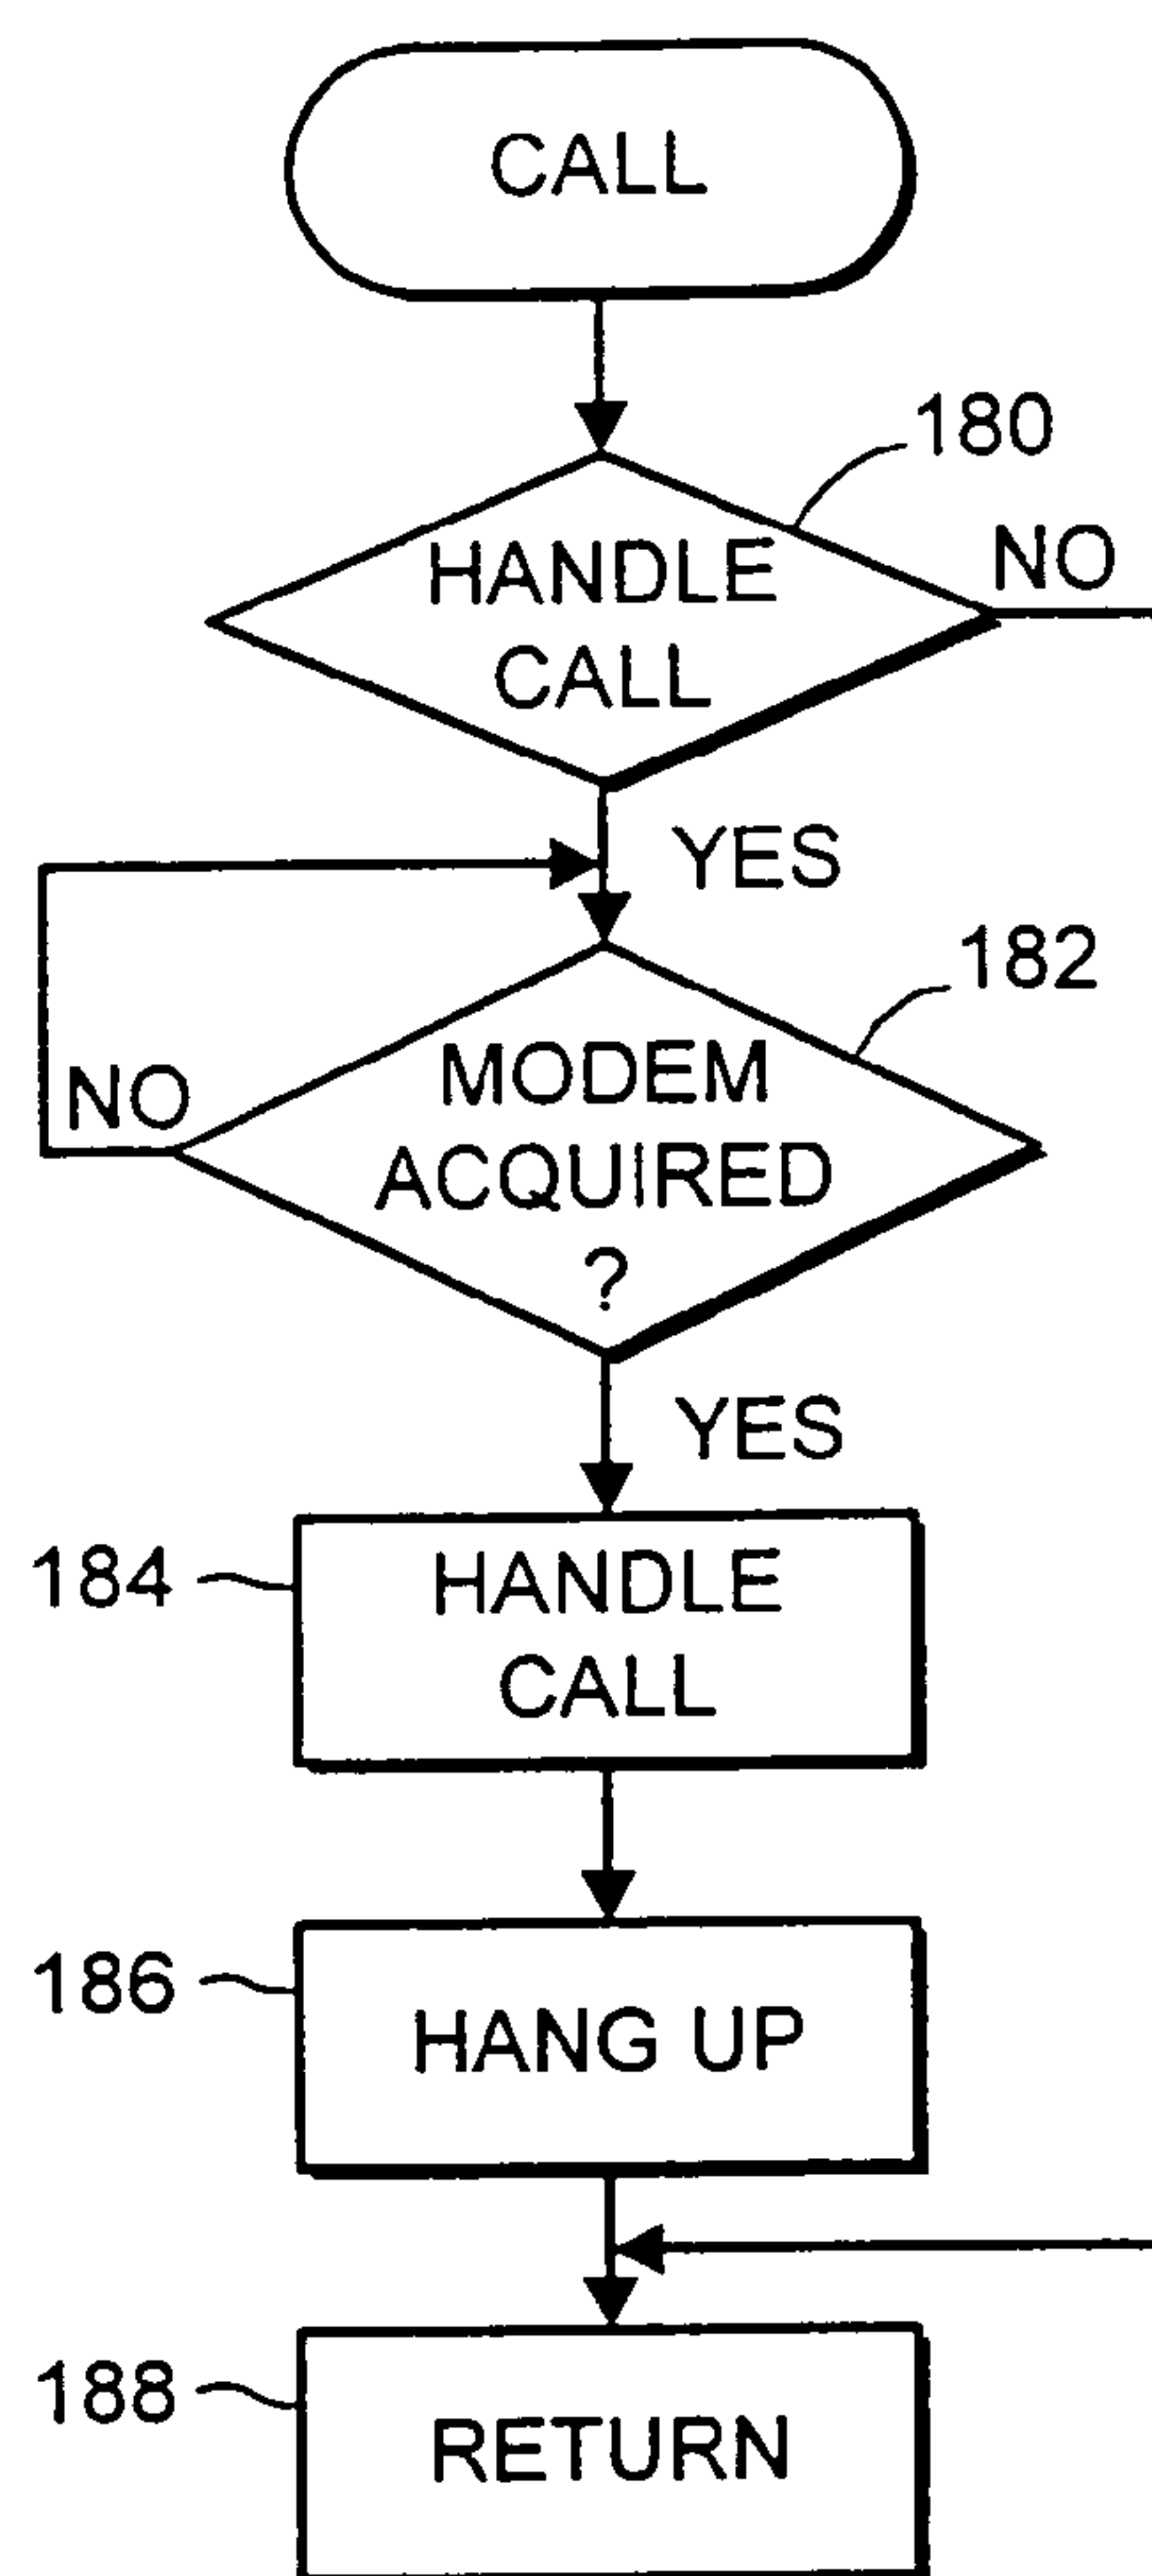 CALL
180
HANDLE
CALL
NO
YES
182
MODEM
ACQUIRED
?
NO
YES
184
HANDLE
CALL
186
HANG UP
188
RETURN